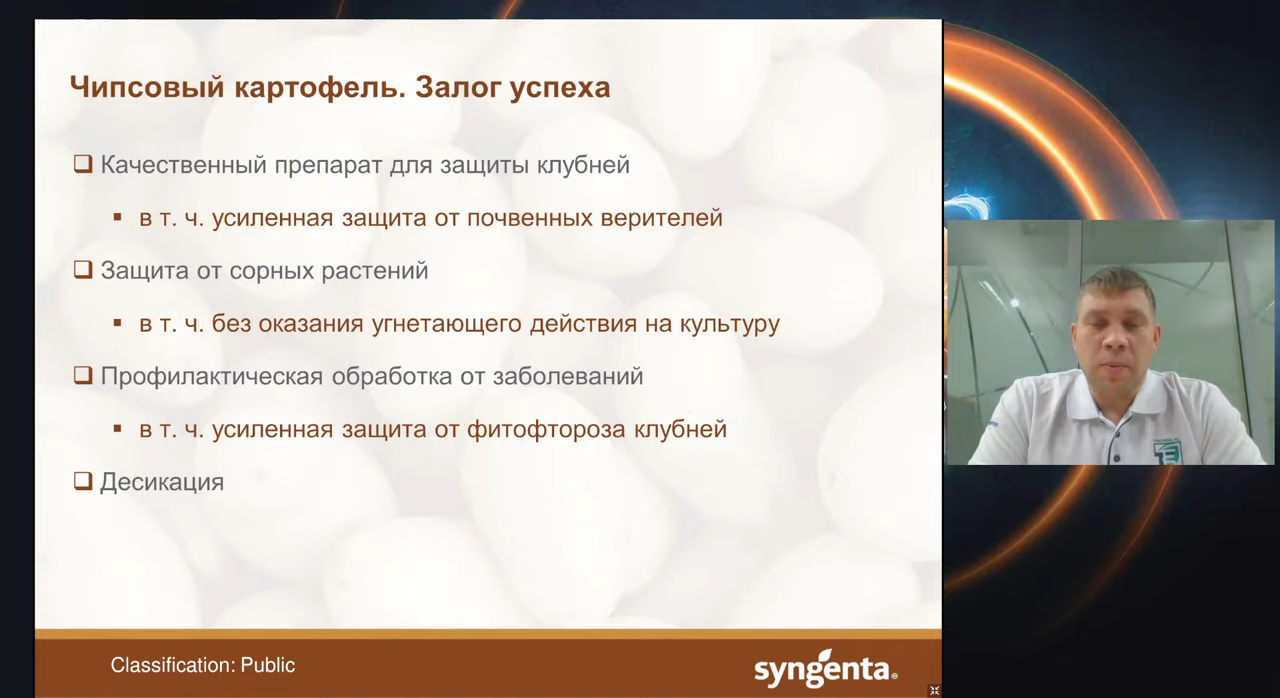 Чипсовый картофель. Залог успеха
Качественный препарат для защиты клубней
в т. ч. усиленная защита от почвенных верителей
Защита от сорных растений
в т. ч. без оказания угнетающего действия на культуру
Профилактическая обработка от заболеваний
в т. ч. усиленная защита от фитофтороза клубней
Десикация
Classification: Public
syngenta